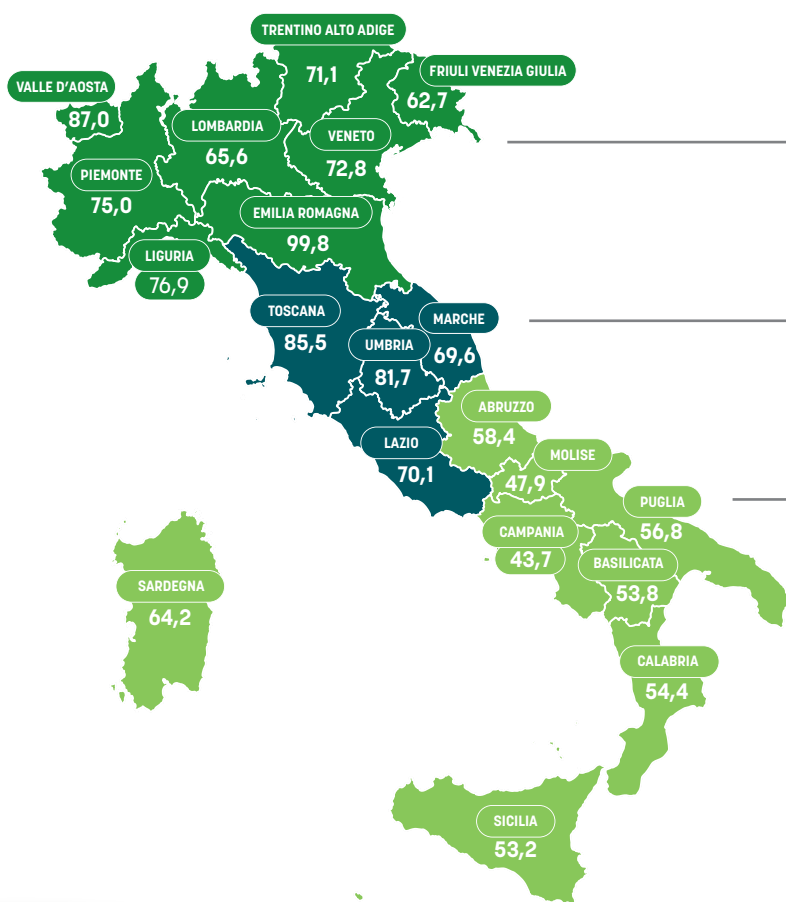 TRENTINO ALTO ADIGE
71,1
FRIULI VENEZIA GIULIA
62,7
VALLE D'AOSTA
87,0
LOMBARDIA
65,6
VENETO
72,8
PIEMONTE
75,0
EMILIA ROMAGNA
99,8
LIGURIA
76,9
TOSCANA
85,5
MARCHE
69,6
UMBRIA
81,7
ABRUZZO
58,4
LAZIO
70,1
MOLISE
47,9
PUGLIA
56,8
CAMPANIA
43,7
BASILICATA
53,8
SARDEGNA
64,2
CALABRIA
54,4
SICILIA
53,2